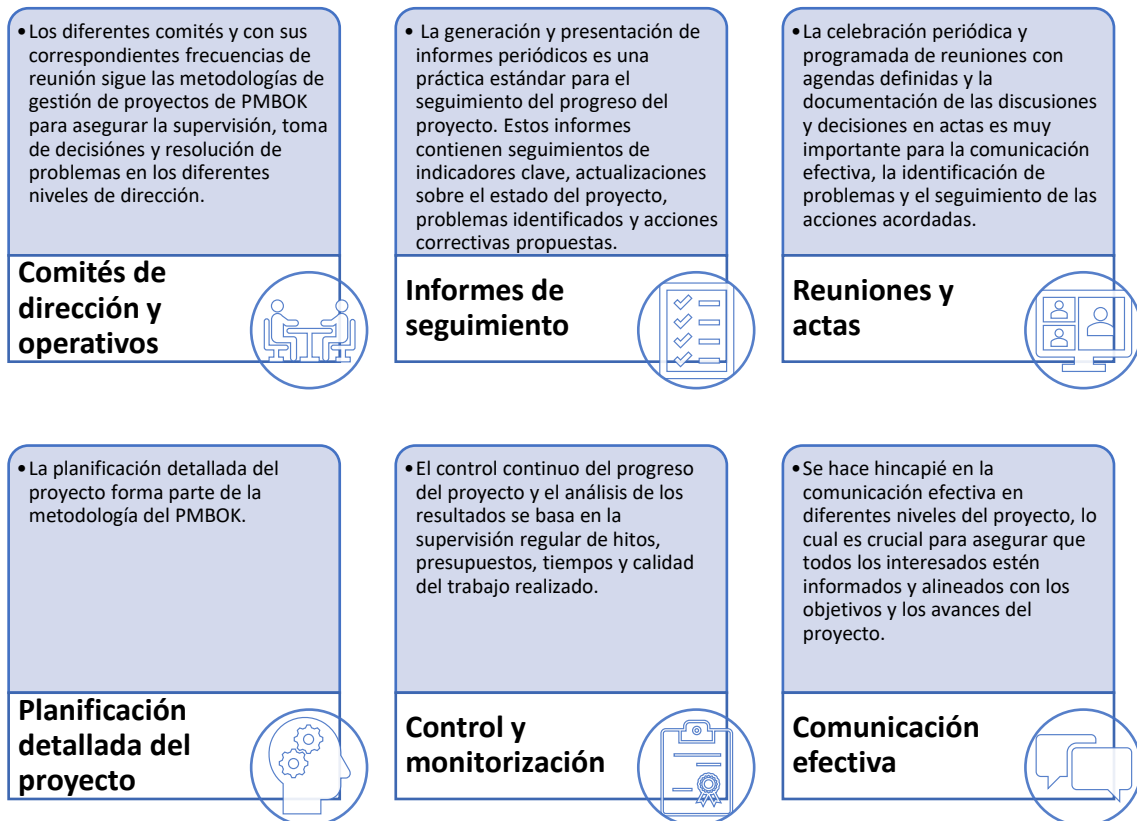 •Los diferentes comités y con sus
correspondientes frecuencias de
reunión sigue las metodologías de
gestión de proyectos de PMBOK
para asegurar la supervisión, toma
de decisiónes y resolución de
problemas en los diferentes
niveles de dirección.
Comités de
dirección y
operativos
• La generación y presentación de
informes periódicos es una
práctica estándar para el
seguimiento del progreso del
proyecto. Estos informes
contienen seguimientos de
indicadores clave, actualizaciones
sobre el estado del proyecto,
problemas identificados y acciones
correctivas propuestas.
Informes de
seguimiento
•La celebración periódica y
programada de reuniones con
agendas definidas y la
documentación de las discusiones
y decisiones en actas es muy
importante para la comunicación
efectiva, la identificación de
problemas y el seguimiento de las
acciones acordadas.
Reuniones y
actas
•La planificación detallada del
proyecto forma parte de la
metodología del PMBOK.
Planificación
detallada del
proyecto
•El control continuo del progreso
del proyecto y el análisis de los
resultados se basa en la
supervisión regular de hitos,
presupuestos, tiempos y calidad
del trabajo realizado.
Control y
monitorización
•Se hace hincapié en la
comunicación efectiva en
diferentes niveles del proyecto, lo
cual es crucial para asegurar que
todos los interesados estén
informados y alineados con los
objetivos y los avances del
proyecto.
Comunicación
efectiva